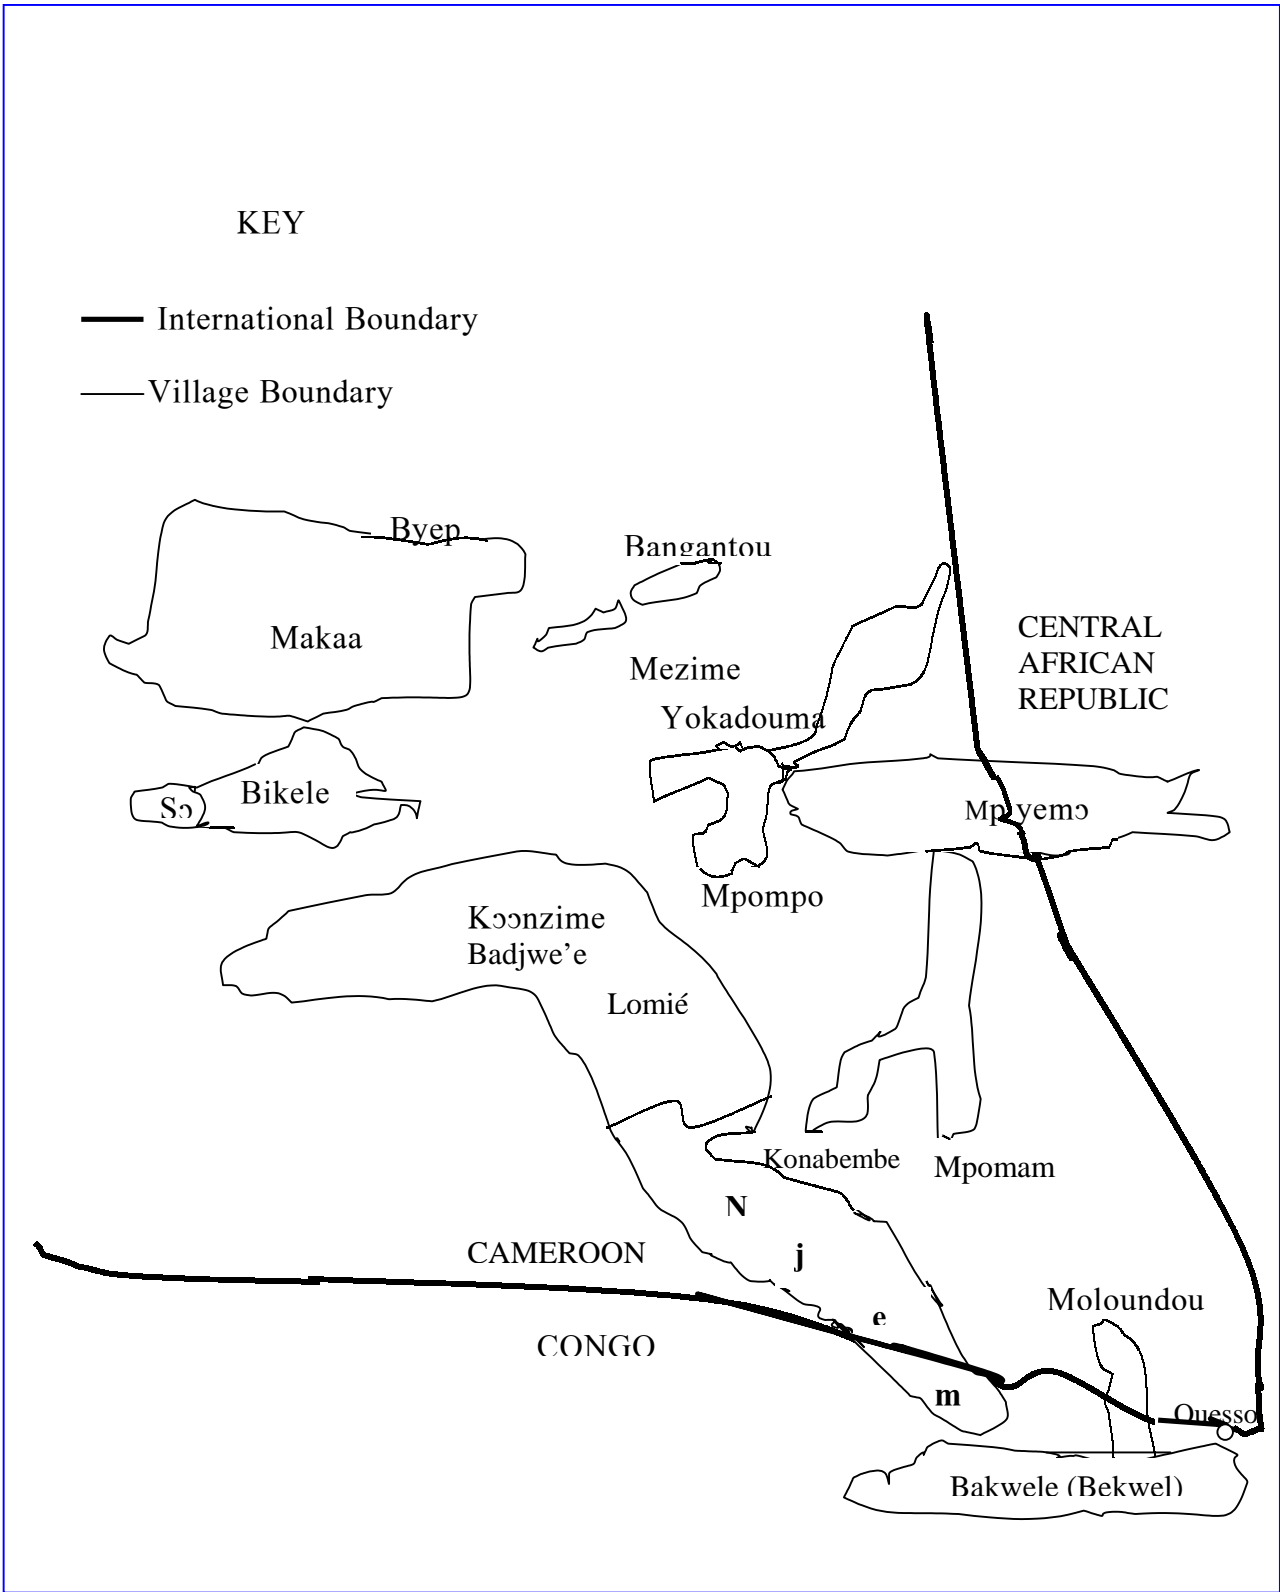 KEY
International Boundary
Village Boundary
Byep
Bangantou
Makaa
CENTRAL
AFRICAN
REPUBLIC
Mezime
Yokadouma
Sɔ
Bikele
Mpyemɔ
Mpompo
Kɔɔnzime
Badjwe’e
Lomié
Konabembe
Mpomam
N
j
e
m
CAMEROON
CONGO
Moloundou
Ouesso
Bakwele (Bekwel)